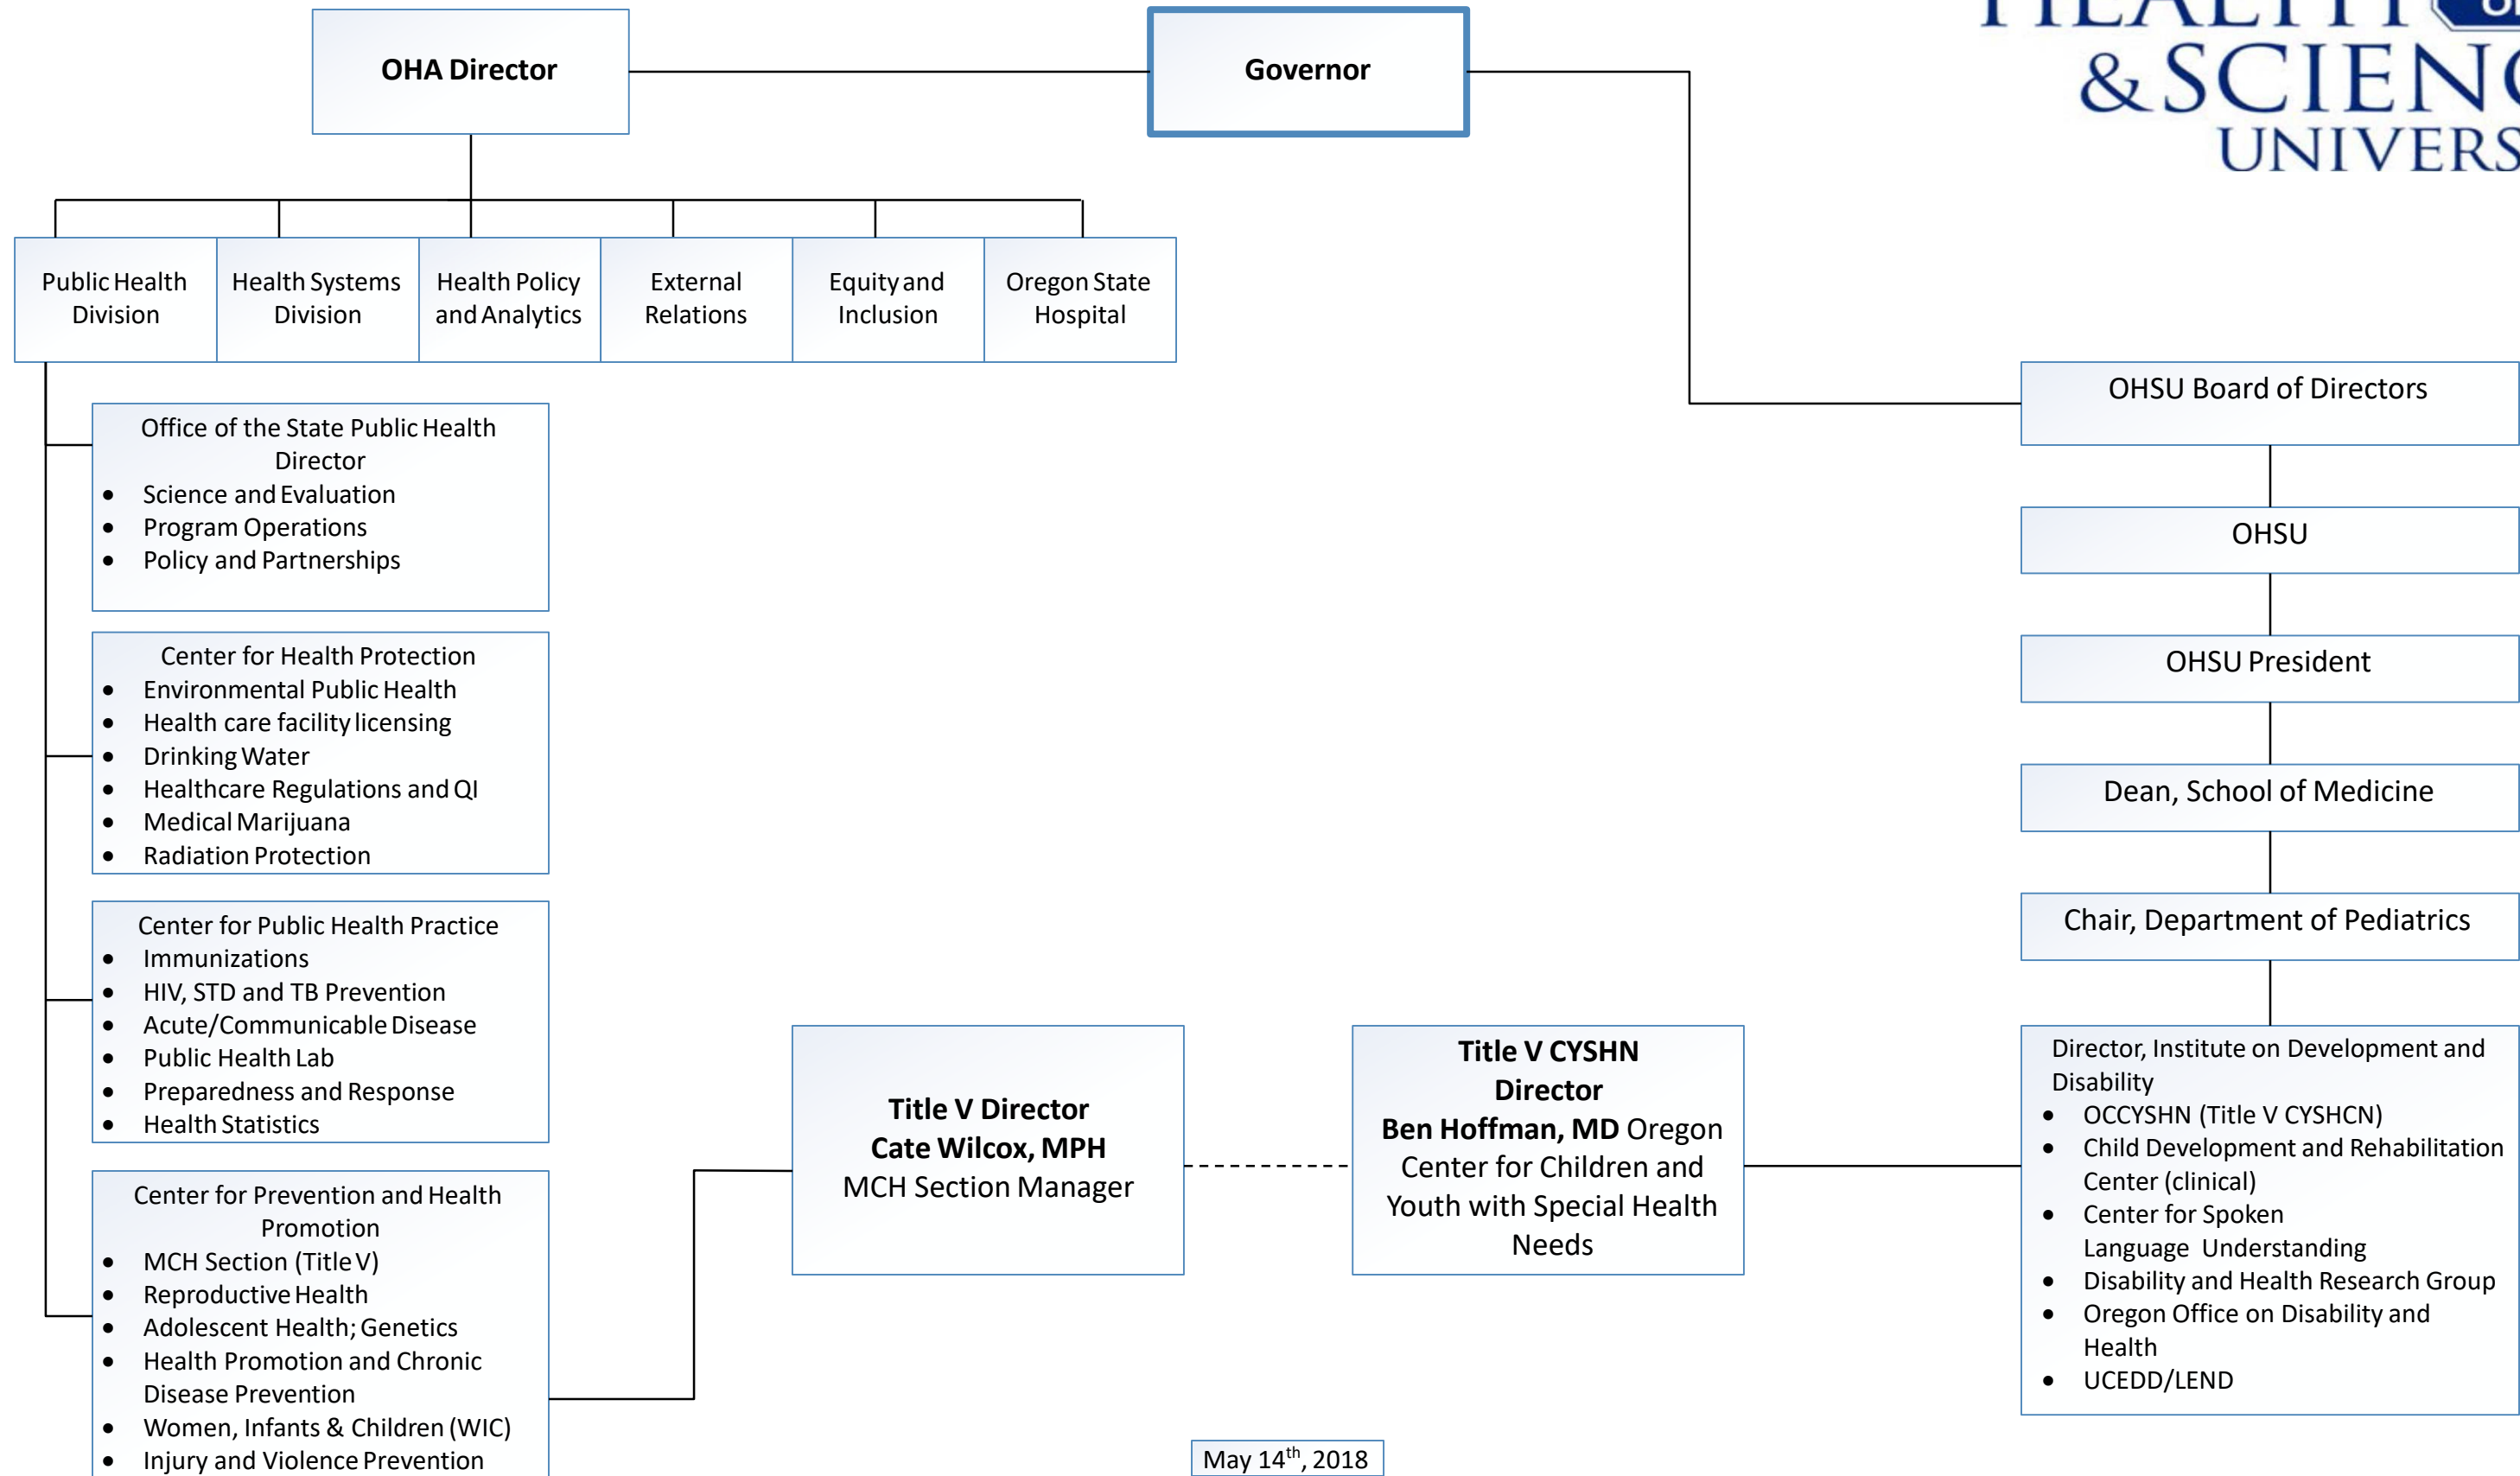 HEALTH
& SCIENC
UNIVERS
OHA Director
Governor
Public Health
Division
Health Systems
Division
Health Policy
and Analytics
External
Relations
Equity and
Inclusion
Oregon State
Hospital
Office of the State Public Health
Director
• Science and Evaluation
• Program Operations
• Policy and Partnerships
Center for Health Protection
• Environmental Public Health
• Health care facility licensing
• Drinking Water
• Healthcare Regulations and QI
• Medical Marijuana
• Radiation Protection
Center for Public Health Practice
• Immunizations
• HIV, STD and TB Prevention
• Acute/Communicable Disease
• Public Health Lab
• Preparedness and Response
• Health Statistics
Center for Prevention and Health
Promotion
• MCH Section (Title V)
• Reproductive Health
• Adolescent Health; Genetics
• Health Promotion and Chronic
Disease Prevention
• Women, Infants & Children (WIC)
• Injury and Violence Prevention
Title V Director
Cate Wilcox, MPH
MCH Section Manager
Title V CYSHN
Director
Ben Hoffman, MD Oregon
Center for Children and
Youth with Special Health
Needs
OHSU Board of Directors
OHSU
OHSU President
Dean, School of Medicine
Chair, Department of Pediatrics
Director, Institute on Development and
Disability
• OCCYSHN (Title V CYSHCN)
• Child Development and Rehabilitation
Center (clinical)
• Center for Spoken
Language Understanding
• Disability and Health Research Group
• Oregon Office on Disability and
Health
• UCEDD/LEND
May 14th, 2018